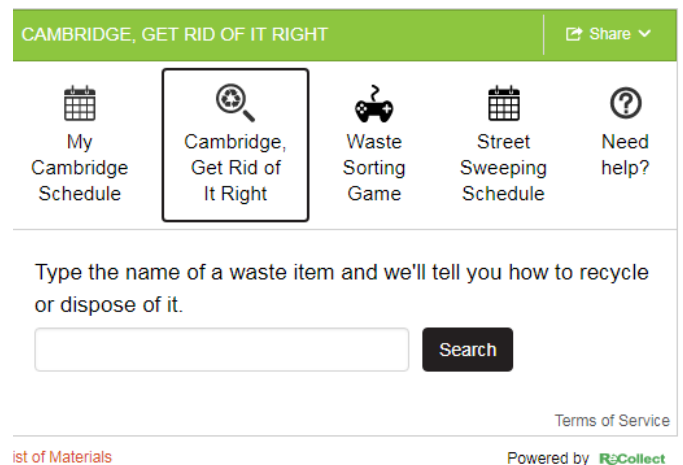 CAMBRIDGE, GET RID OF IT RIGHT
Share
My
Cambridge
Schedule
Cambridge,
Get Rid of
It Right
Waste
Sorting
Game
Street
Sweeping
Schedule
Need
help?
Type the name of a waste item and we'll tell you how to recycle
or dispose of it.
Search
Terms of Service
ist of Materials
Powered by ReCollect